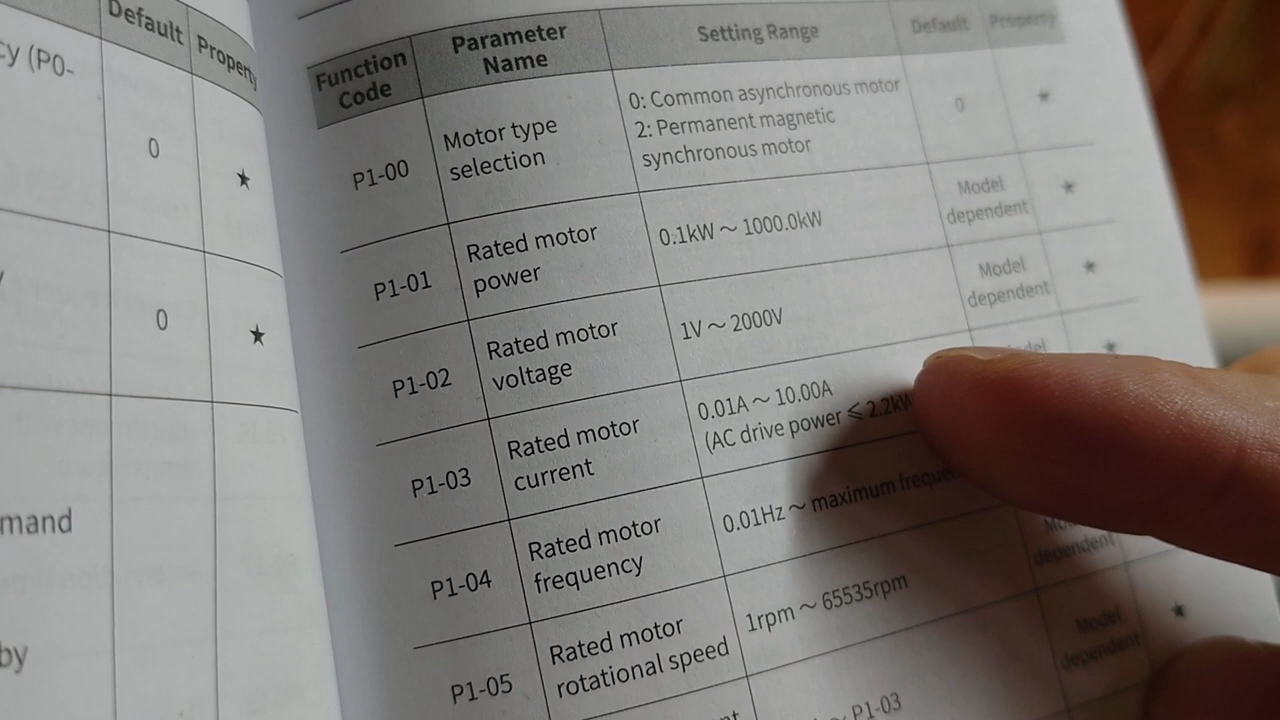 Default
Property
cy (P0-
0
★
0
★
mand
by
Function
Code
Parameter
Name
Setting Range
Default
Property
P1-00
Motor type
selection
0: Common asynchronous motor
2: Permanent magnetic
synchronous motor
0
★
P1-01
Rated motor
power
0.1kW ~ 1000.0kW
Model
dependent
★
P1-02
Rated motor
voltage
1V ~ 2000V
Model
dependent
★
P1-03
Rated motor
current
0.01A ~ 10.00A
(AC drive power ⩽ 2.2kW
★
P1-04
Rated motor
frequency
0.01Hz ~ maximum
dependent
P1-05
Rated motor
rotational speed
1rpm ~ 65535rpm
Model
dependent
★
~ P1-03